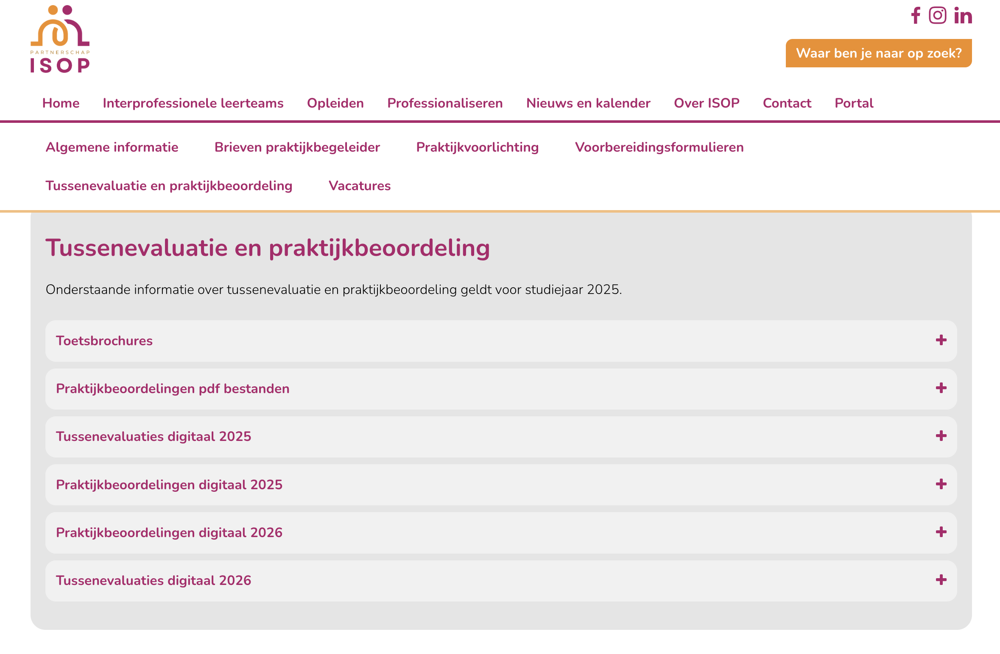 PARTNERSCHAP
ISOP
Waar ben je naar op zoek?
Home Interprofessionele leerteams Opleiden Professionaliseren Nieuws en kalender Over ISOP Contact Portal
Algemene informatie Brieven praktijkbegeleider Praktijkvoorlichting Voorbereidingsformulieren
Tussenevaluatie en praktijkbeoordeling Vacatures
Tussenevaluatie en praktijkbeoordeling
Onderstaande informatie over tussenevaluatie en praktijkbeoordeling geldt voor studiejaar 2025.
Toetsbrochures
Praktijkbeoordelingen pdf bestanden
Tussenevaluaties digitaal 2025
Praktijkbeoordelingen digitaal 2025
Praktijkbeoordelingen digitaal 2026
Tussenevaluaties digitaal 2026